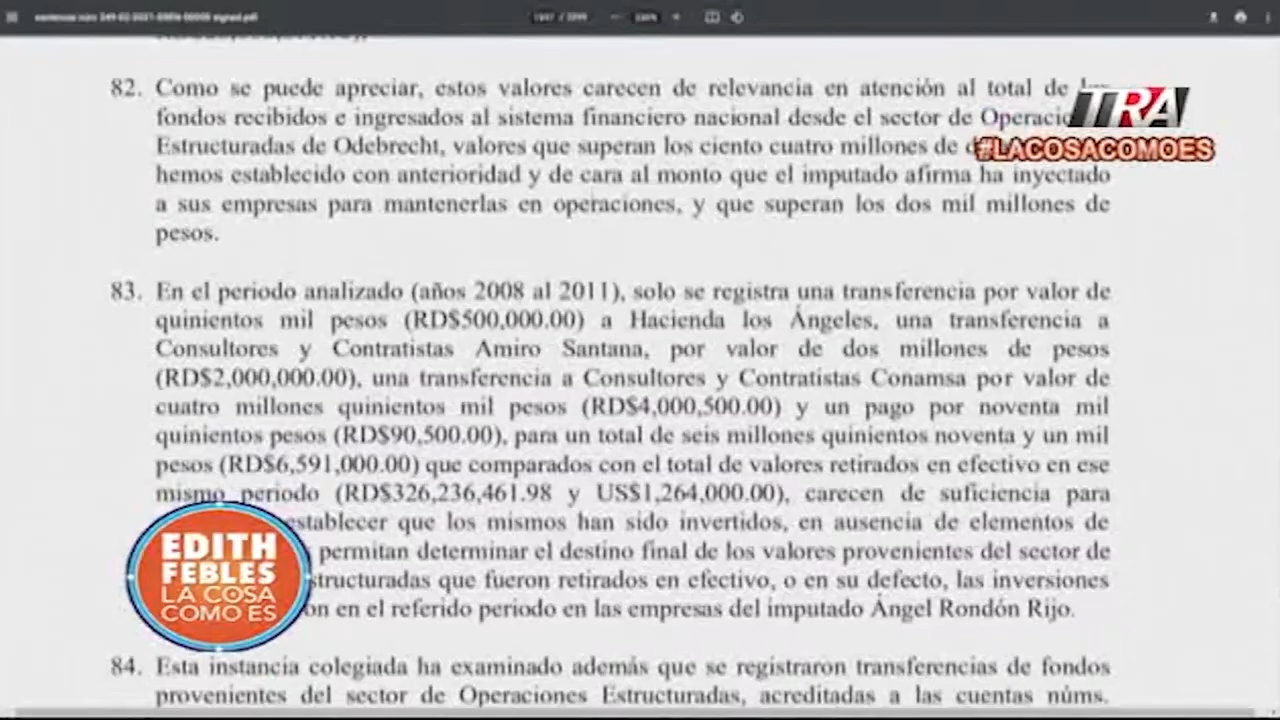 82. Como se puede apreciar, estos valores carecen de relevancia en atención al total de
fondos recibidos e ingresados al sistema financiero nacional desde el sector de
Estructuradas de Odebrecht, valores que superan los ciento cuatro millones de
hemos establecido con anterioridad y de cara al monto que el imputado afirma ha inyectado
a sus empresas para mantenerlas en operaciones, y que superan los dos mil millones de
pesos.
TRA
#LACOSACOMOES
83. En el periodo analizado (años 2008 al 2011), solo se registra una transferencia por valor de
quinientos mil pesos (RD$500,000.00) a Hacienda los Ángeles, una transferencia a
Consultores y Contratistas Amiro Santana, por valor de dos millones de pesos
(RD$2,000,000.00), una transferencia a Consultores y Contratistas Conamsa por valor de
cuatro millones quinientos mil pesos (RD$4,000,500.00) y un pago por noventa mil
quinientos pesos (RD$90,500.00), para un total de seis millones quinientos noventa y un mil
pesos (RD$6,591,000.00) que comparados con el total de valores retirados en efectivo en ese
mismo periodo (RD$326,236,461.98 y US$1,264,000.00), carecen de suficiencia para
establecer que los mismos han sido invertidos, en ausencia de elementos de
permitan determinar el destino final de los valores provenientes del sector de
structuradas que fueron retirados en efectivo, o en su defecto, las inversiones
on en el referido periodo en las empresas del imputado Ángel Rondón Rijo.
EDITH
FEBLES
LA COSA
COMO ES
84. Esta instancia colegiada ha examinado además que se registraron transferencias de fondos
provenientes del sector de Operaciones Estructuradas, acreditadas a las cuentas núms.